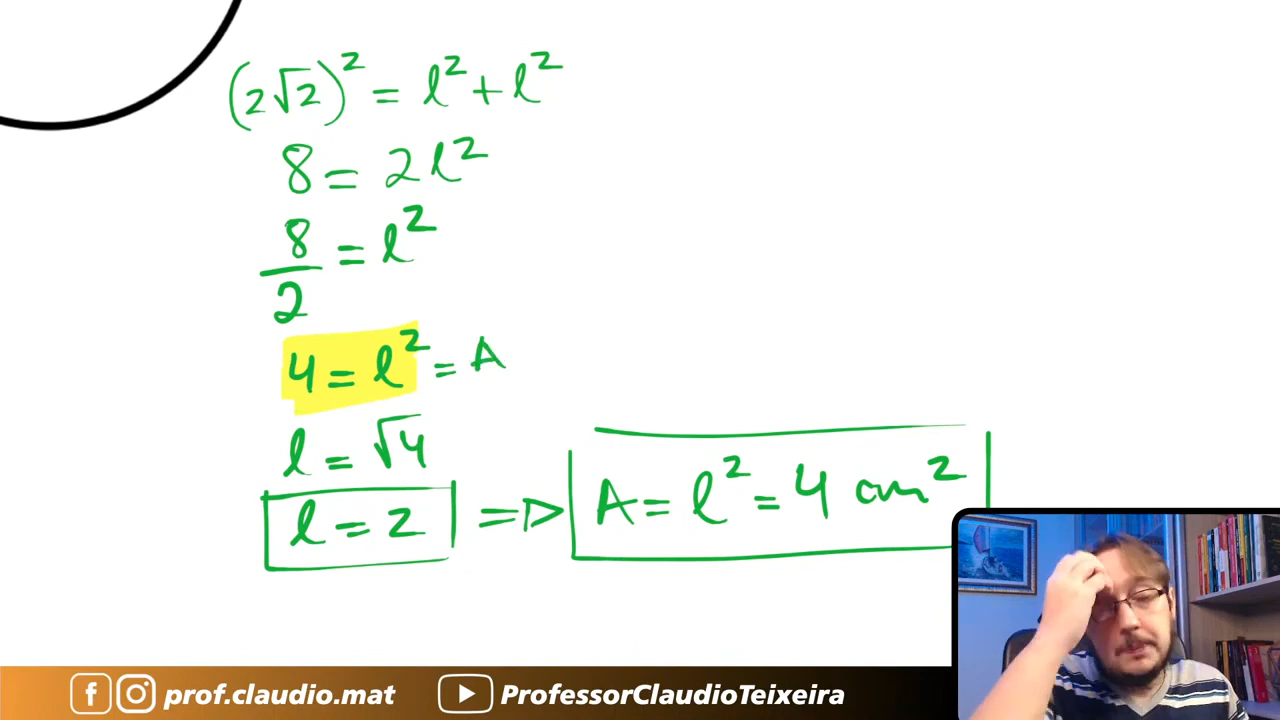 (2√2)² = l² + l²
8 = 2l²
8/2 = l²
4 = l² = A
l = √4
l = 2 ⇒ A = l² = 4 cm²
prof.claudio.mat ProfessorClaudioTeixeira